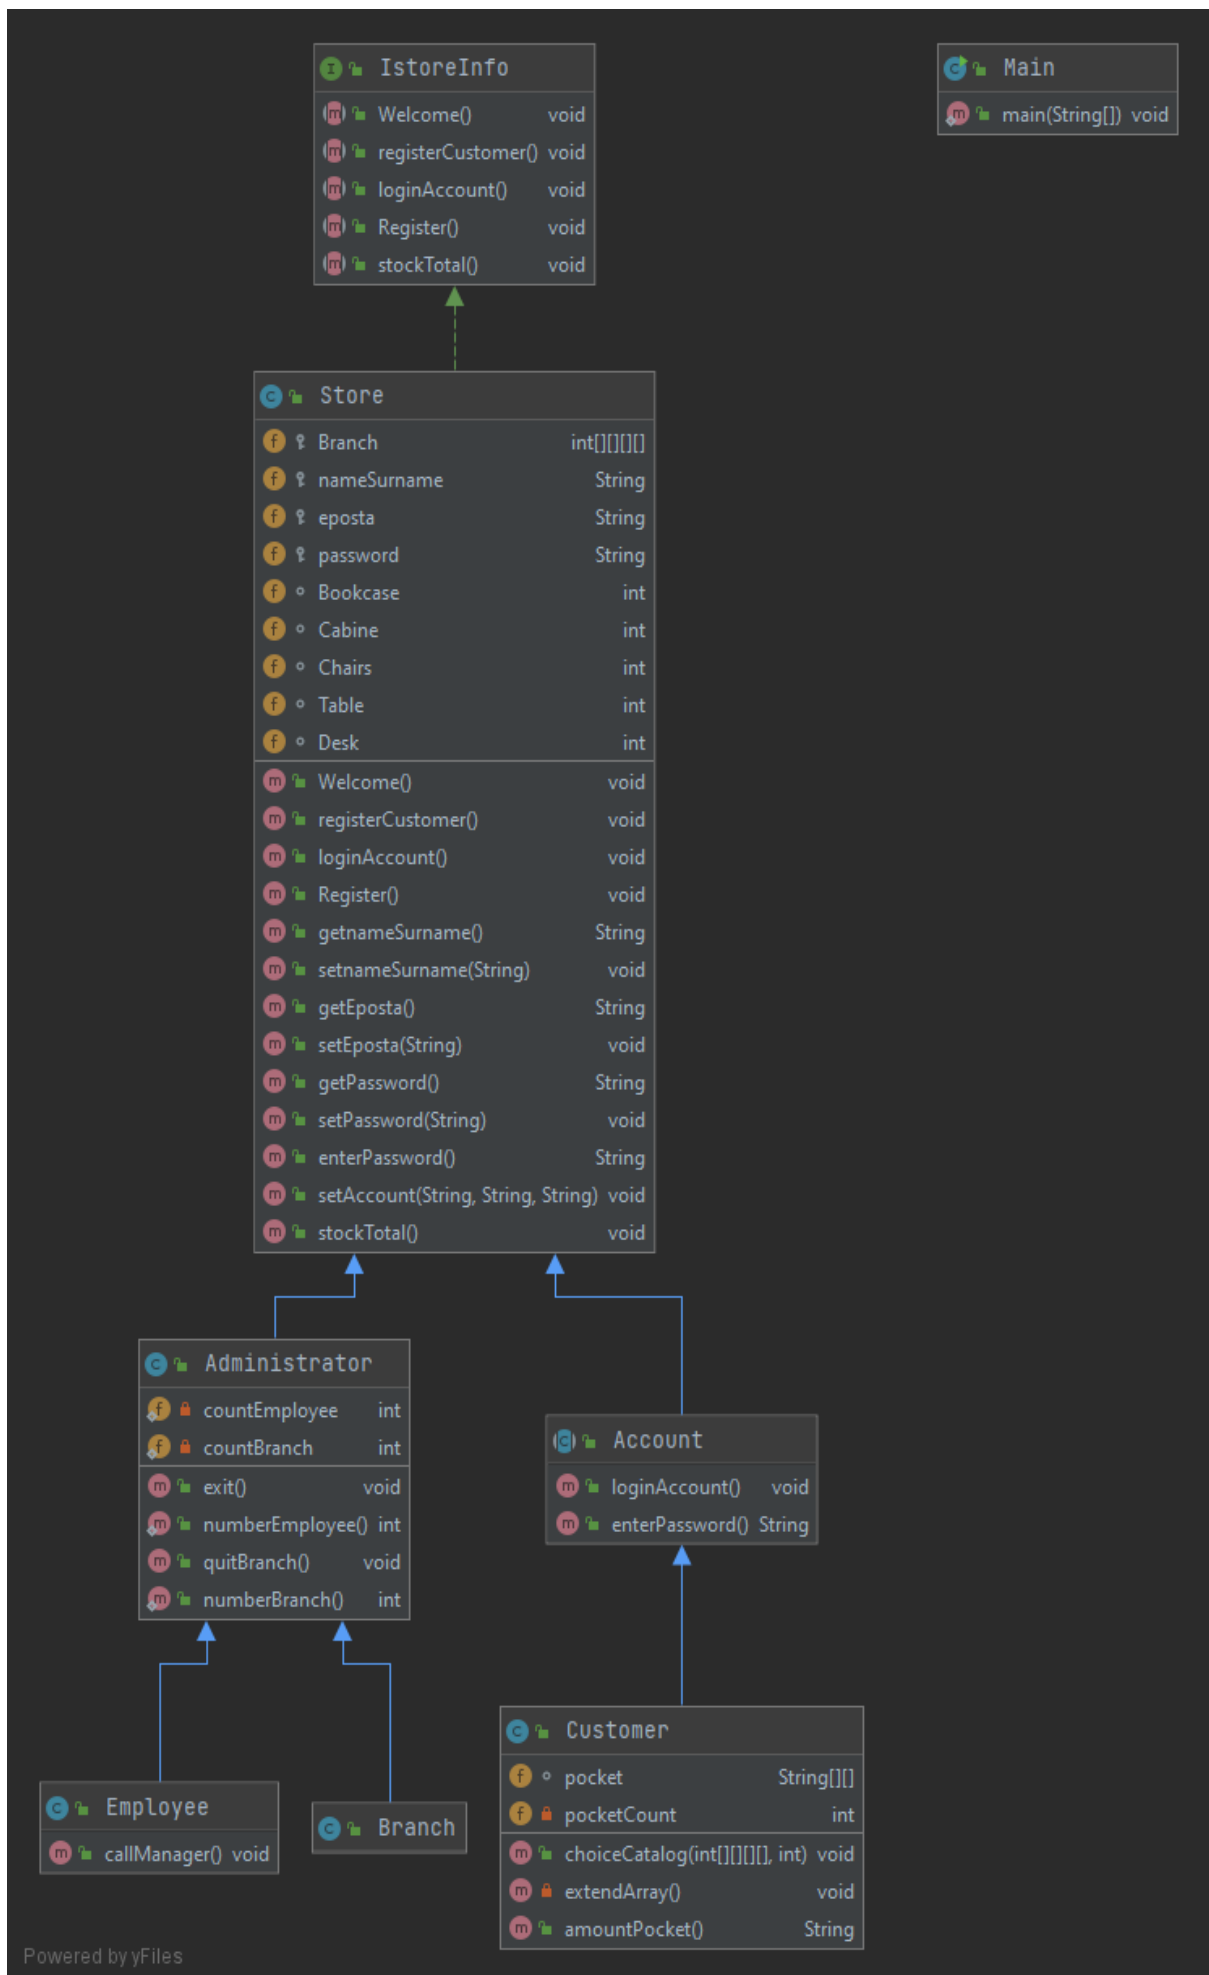 IstoreInfo
Welcome() void
registerCustomer() void
loginAccount() void
Register() void
stockTotal() void
Main
main(String[]) void
Store
Branch int[][][][]
nameSurname String
eposta String
password String
Bookcase int
Cabine int
Chairs int
Table int
Desk int
Welcome() void
registerCustomer() void
loginAccount() void
Register() void
getnameSurname() String
setnameSurname(String) void
getEposta() String
setEposta(String) void
getPassword() String
setPassword(String) void
enterPassword() String
setAccount(String, String, String) void
stockTotal() void
Administrator
countEmployee int
countBranch int
exit() void
numberEmployee() int
quitBranch() void
numberBranch() int
Account
loginAccount() void
enterPassword() String
Employee
callManager() void
Branch
Customer
pocket String[][]
pocketCount int
choiceCatalog(int[][][][], int) void
extendArray() void
amountPocket() String
Powered by yFiles